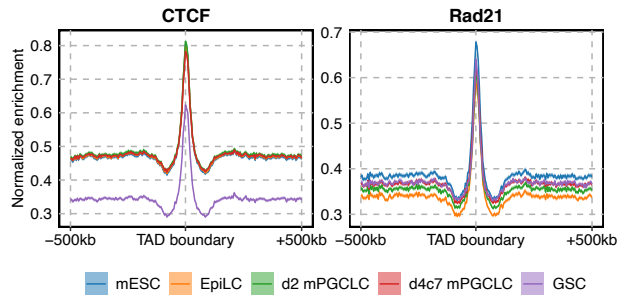 CTCF
Rad21
Normalized enrichment
0.8
0.7
0.6
0.5
0.4
0.3
0.7
0.6
0.5
0.4
0.3
−500kb TAD boundary +500kb
−500kb TAD boundary +500kb
mESC EpiLC d2 mPGCLC d4c7 mPGCLC GSC